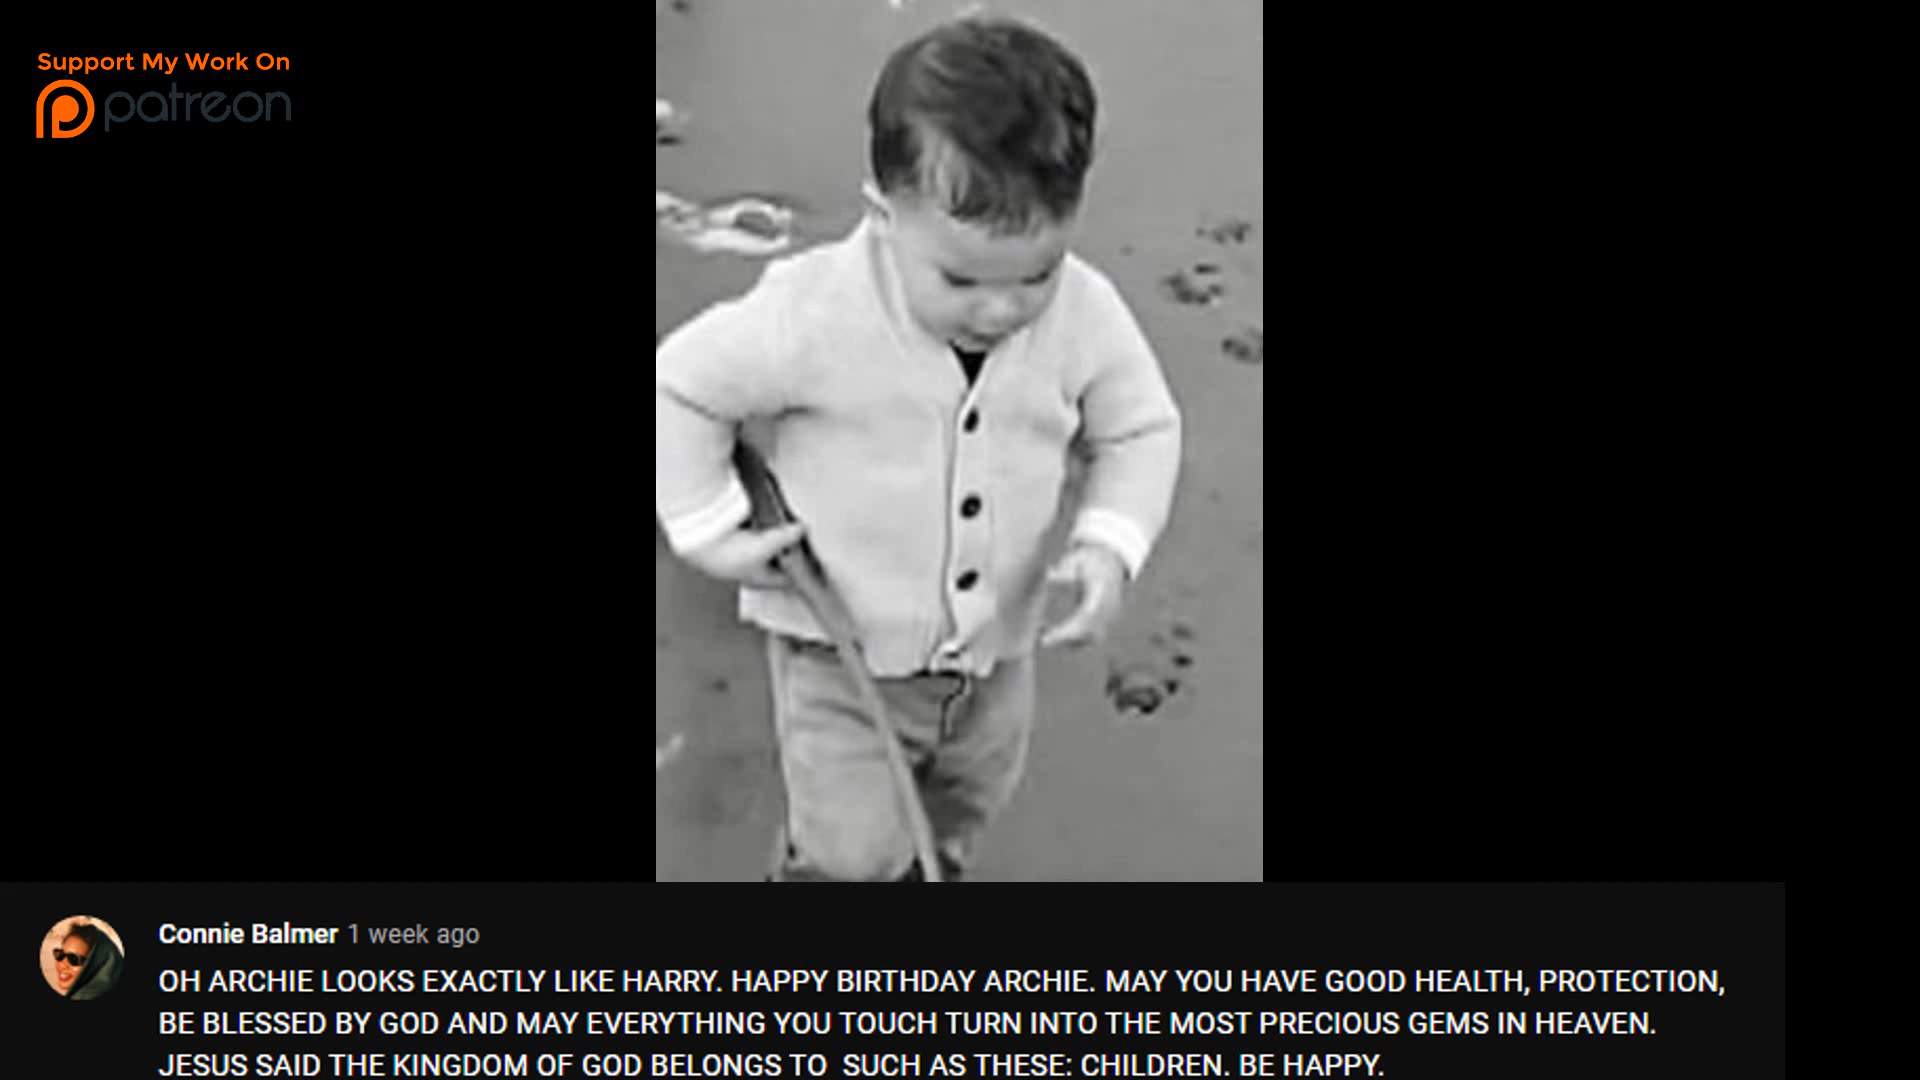 Support My Work On
patreon
Connie Balmer 1 week ago
OH ARCHIE LOOKS EXACTLY LIKE HARRY. HAPPY BIRTHDAY ARCHIE. MAY YOU HAVE GOOD HEALTH, PROTECTION,
BE BLESSED BY GOD AND MAY EVERYTHING YOU TOUCH TURN INTO THE MOST PRECIOUS GEMS IN HEAVEN.
JESUS SAID THE KINGDOM OF GOD BELONGS TO  SUCH AS THESE: CHILDREN. BE HAPPY.